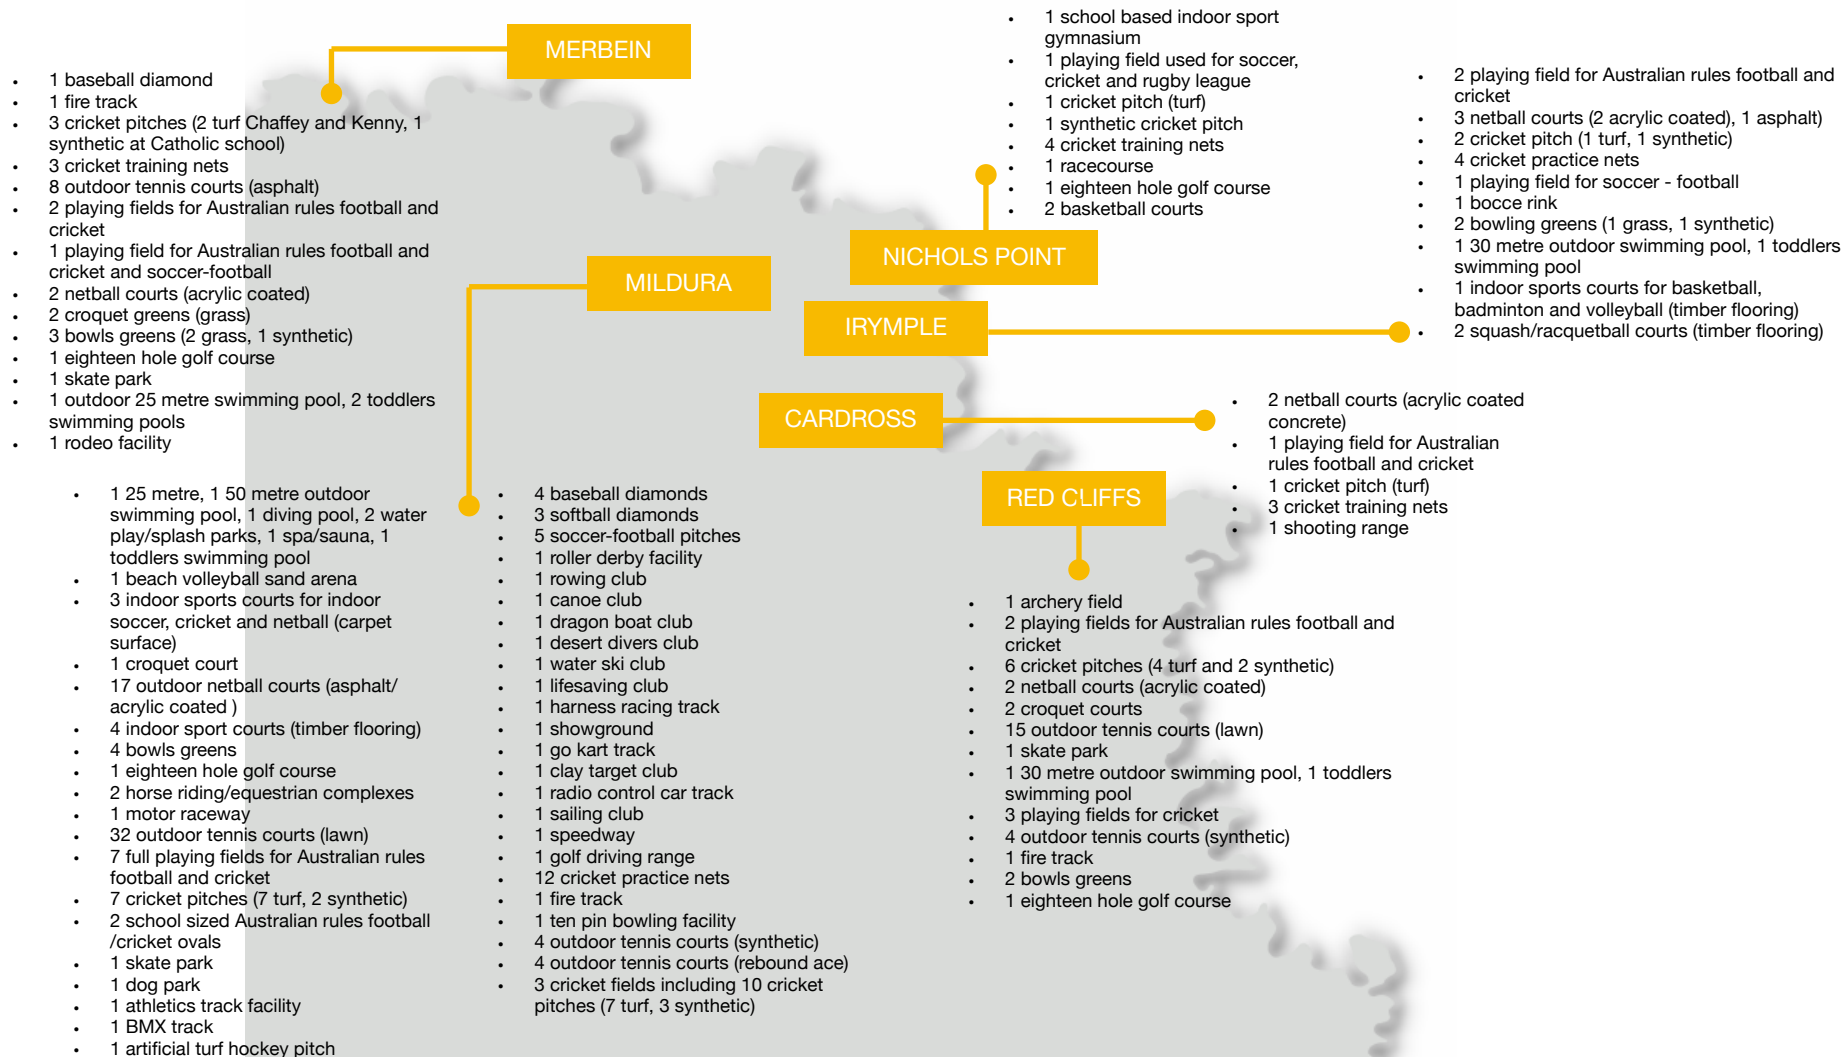 MERBEIN
• 1 baseball diamond
• 1 fire track
• 3 cricket pitches (2 turf Chaffey and Kenny, 1
synthetic at Catholic school)
• 3 cricket training nets
• 8 outdoor tennis courts (asphalt)
• 2 playing fields for Australian rules football and
cricket
• 1 playing field for Australian rules football and
cricket and soccer-football
• 2 netball courts (acrylic coated)
• 2 croquet greens (grass)
• 3 bowls greens (2 grass, 1 synthetic)
• 1 eighteen hole golf course
• 1 skate park
• 1 outdoor 25 metre swimming pool, 2 toddlers
swimming pools
• 1 rodeo facility
• 1 school based indoor sport
gymnasium
• 1 playing field used for soccer,
cricket and rugby league
• 1 cricket pitch (turf)
• 1 synthetic cricket pitch
• 4 cricket training nets
• 1 racecourse
• 1 eighteen hole golf course
• 2 basketball courts
NICHOLS POINT
• 2 playing field for Australian rules football and
cricket
• 3 netball courts (2 acrylic coated), 1 asphalt)
• 2 cricket pitch (1 turf, 1 synthetic)
• 4 cricket practice nets
• 1 playing field for soccer - football
• 1 bocce rink
• 2 bowling greens (1 grass, 1 synthetic)
• 1 30 metre outdoor swimming pool, 1 toddlers
swimming pool
• 1 indoor sports courts for basketball,
badminton and volleyball (timber flooring)
• 2 squash/racquetball courts (timber flooring)
IRYMPLE
MILDURA
CARDROSS
• 2 netball courts (acrylic coated
concrete)
• 1 playing field for Australian
rules football and cricket
• 1 cricket pitch (turf)
• 3 cricket training nets
• 1 shooting range
• 1 25 metre, 1 50 metre outdoor
swimming pool, 1 diving pool, 2 water
play/splash parks, 1 spa/sauna, 1
toddlers swimming pool
• 1 beach volleyball sand arena
• 3 indoor sports courts for indoor
soccer, cricket and netball (carpet
surface)
• 1 croquet court
• 17 outdoor netball courts (asphalt/
acrylic coated )
• 4 indoor sport courts (timber flooring)
• 4 bowls greens
• 1 eighteen hole golf course
• 2 horse riding/equestrian complexes
• 1 motor raceway
• 32 outdoor tennis courts (lawn)
• 7 full playing fields for Australian rules
football and cricket
• 7 cricket pitches (7 turf, 2 synthetic)
• 2 school sized Australian rules football
/cricket ovals
• 1 skate park
• 1 dog park
• 1 athletics track facility
• 1 BMX track
• 1 artificial turf hockey pitch
• 4 baseball diamonds
• 3 softball diamonds
• 5 soccer-football pitches
• 1 roller derby facility
• 1 rowing club
• 1 canoe club
• 1 dragon boat club
• 1 desert divers club
• 1 water ski club
• 1 lifesaving club
• 1 harness racing track
• 1 showground
• 1 go kart track
• 1 clay target club
• 1 radio control car track
• 1 sailing club
• 1 speedway
• 1 golf driving range
• 12 cricket practice nets
• 1 fire track
• 1 ten pin bowling facility
• 4 outdoor tennis courts (synthetic)
• 4 outdoor tennis courts (rebound ace)
• 3 cricket fields including 10 cricket
pitches (7 turf, 3 synthetic)
RED CLIFFS
• 1 archery field
• 2 playing fields for Australian rules football and
cricket
• 6 cricket pitches (4 turf and 2 synthetic)
• 2 netball courts (acrylic coated)
• 2 croquet courts
• 15 outdoor tennis courts (lawn)
• 1 skate park
• 1 30 metre outdoor swimming pool, 1 toddlers
swimming pool
• 3 playing fields for cricket
• 4 outdoor tennis courts (synthetic)
• 1 fire track
• 2 bowls greens
• 1 eighteen hole golf course